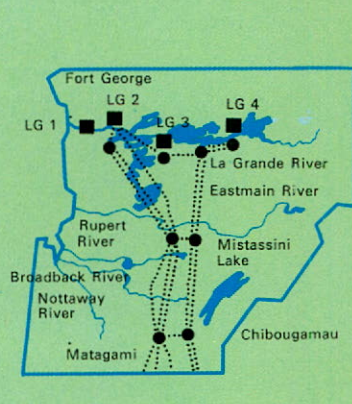 Fort George
LG 2
LG 1
LG 4
LG 3
La Grande River
Eastmain River
Rupert
River
Mistassini
Lake
Broadback River
Nottaway
River
Chibougamau
Matagami